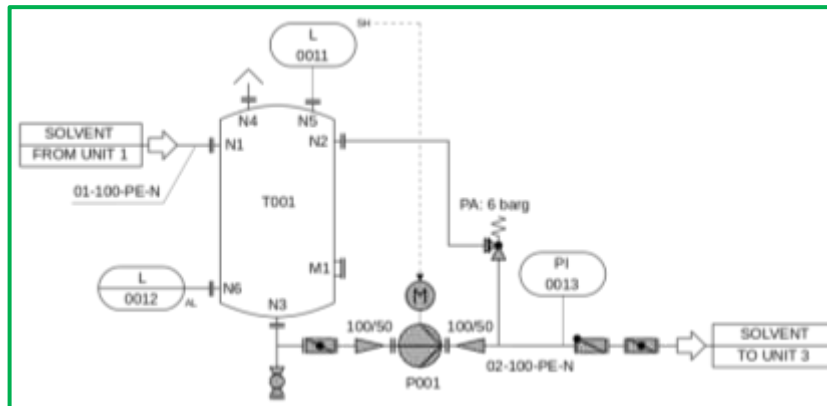 L
0011
SH
N4
N5
SOLVENT
FROM UNIT 1
N1
N2
01-100-PE-N
T001
PA: 6 barg
L
0012
AL
N6
M1
PI
0013
N3
M
100/50
100/50
P001
02-100-PE-N
SOLVENT
TO UNIT 3